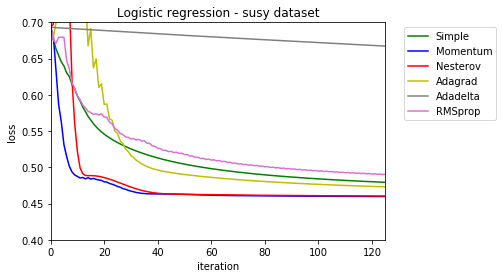 Logistic regression - susy dataset
0.70
0.65
0.60
0.55
0.50
0.45
0.40
loss
0
20
40
60
80
100
120
iteration
Simple
Momentum
Nesterov
Adagrad
Adadelta
RMSprop